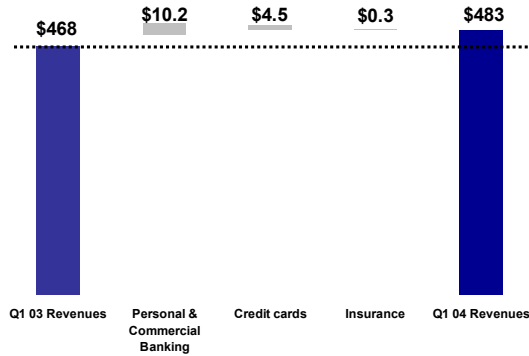 $468
$10.2
$4.5
$0.3
$483
Q1 03 Revenues
Personal &
Commercial
Banking
Credit cards
Insurance
Q1 04 Revenues